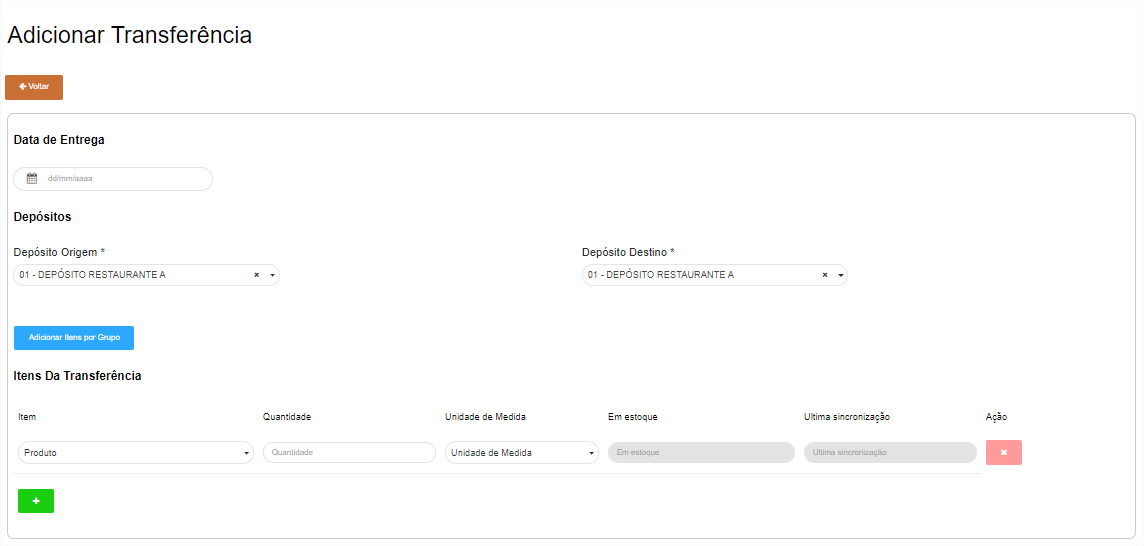 Adicionar Transferência
Voltar
Data de Entrega
dd/mm/aaaa
Depósitos
Depósito Origem * Depósito Destino *
01 - DEPÓSITO RESTAURANTE A 01 - DEPÓSITO RESTAURANTE A
Adicionar Itens por Grupo
Itens Da Transferência
Item Quantidade Unidade de Medida Em estoque Ultima sincronização Ação
Produto Quantidade Unidade de Medida Em estoque Ultima sincronização